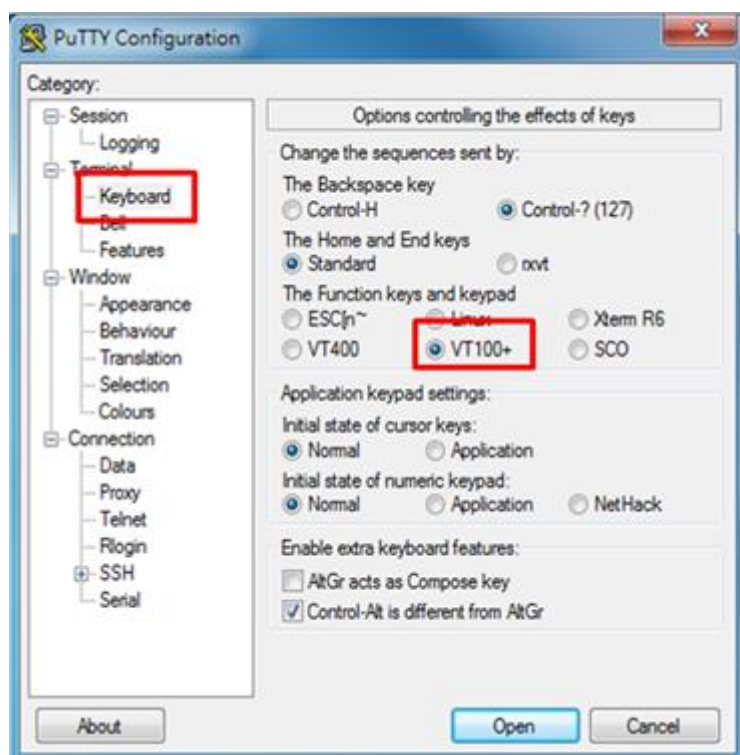 PuTTY Configuration
Category:
Session
Logging
Terminal
Keyboard
Bell
Features
Window
Appearance
Behaviour
Translation
Selection
Colours
Connection
Data
Proxy
Telnet
Rlogin
SSH
Serial
Options controlling the effects of keys
Change the sequences sent by:
The Backspace key
Control-H Control-? (127)
The Home and End keys
Standard rxvt
The Function keys and keypad
ESC[n~ Linux Xterm R6
VT400 VT100+ SCO
Application keypad settings:
Initial state of cursor keys:
Normal Application
Initial state of numeric keypad:
Normal Application NetHack
Enable extra keyboard features:
AltGr acts as Compose key
Control-Alt is different from AltGr
About Open Cancel